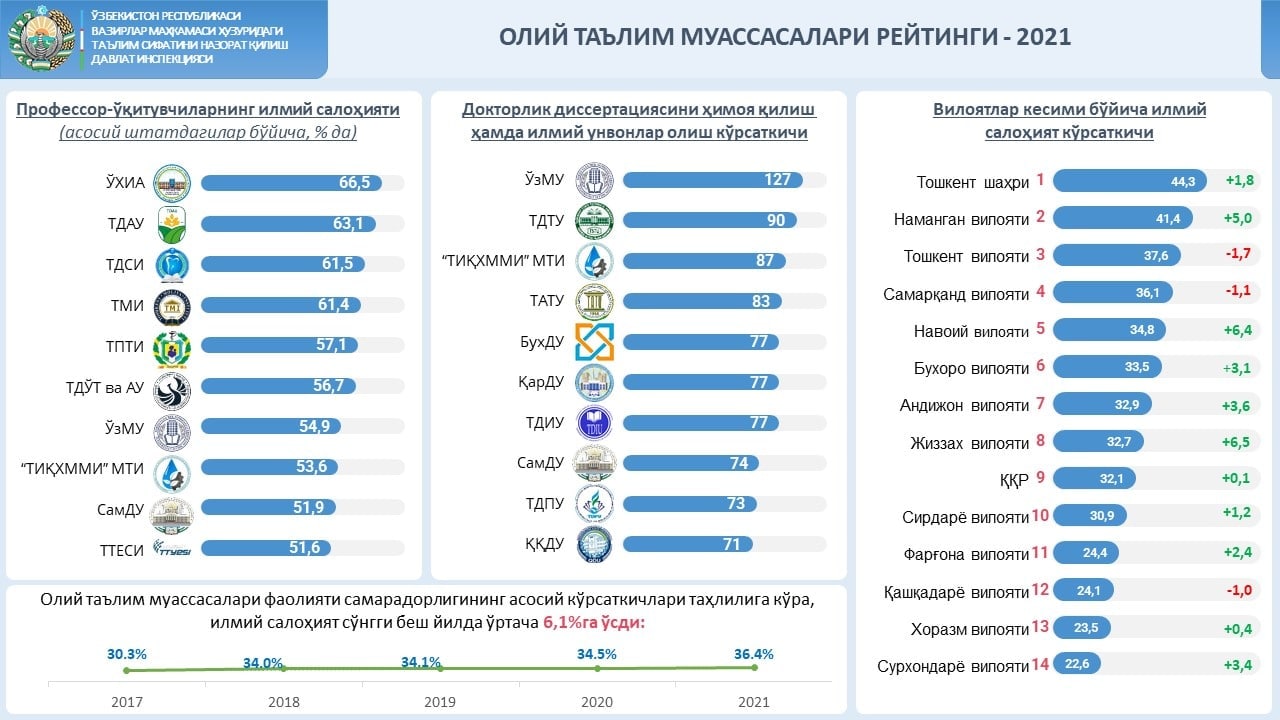 ЎЗБЕКИСТОН РЕСПУБЛИКАСИ
ВАЗИРЛАР МАҲКАМАСИ ҲУЗУРИДАГИ
ТАЪЛИМ СИФАТИНИ НАЗОРАТ ҚИЛИШ
ДАВЛАТ ИНСПЕКЦИЯСИ
ОЛИЙ ТАЪЛИМ МУАССАСАЛАРИ РЕЙТИНГИ - 2021
Профессор-ўқитувчиларнинг илмий салоҳияти
(асосий штатдагилар бўйича, % да)
ЎХИА 66,5
ТДАУ 63,1
ТДСИ 61,5
ТМИ 61,4
ТПТИ 57,1
ТДЎТ ва АУ 56,7
ЎзМУ 54,9
“ТИҚХММИ” МТИ 53,6
СамДУ 51,9
ТТЕСИ TTYESI 51,6
Докторлик диссертациясини ҳимоя қилиш
ҳамда илмий унвонлар олиш кўрсаткичи
ЎзМУ 127
ТДТУ 90
“ТИҚХММИ” МТИ 87
ТАТУ 83
БухДУ 77
ҚарДУ 77
ТДИУ TDIU 77
СамДУ 74
ТДПУ 73
ҚҚДУ 71
Вилоятлар кесими бўйича илмий
салоҳият кўрсаткичи
Тошкент шаҳри 1 44,3 +1,8
Наманган вилояти 2 41,4 +5,0
Тошкент вилояти 3 37,6 -1,7
Самарқанд вилояти 4 36,1 -1,1
Навоий вилояти 5 34,8 +6,4
Бухоро вилояти 6 33,5 +3,1
Андижон вилояти 7 32,9 +3,6
Жиззах вилояти 8 32,7 +6,5
ҚҚР 9 32,1 +0,1
Сирдарё вилояти 10 30,9 +1,2
Фарғона вилояти 11 24,4 +2,4
Қашқадарё вилояти 12 24,1 -1,0
Хоразм вилояти 13 23,5 +0,4
Сурхондарё вилояти 14 22,6 +3,4
Олий таълим муассасалари фаолияти самарадорлигининг асосий кўрсаткичлари таҳлилига кўра,
илмий салоҳият сўнгги беш йилда ўртача 6,1%га ўсди:
30.3% 34,0% 34,1% 34.5% 36.4%
2017 2018 2019 2020 2021